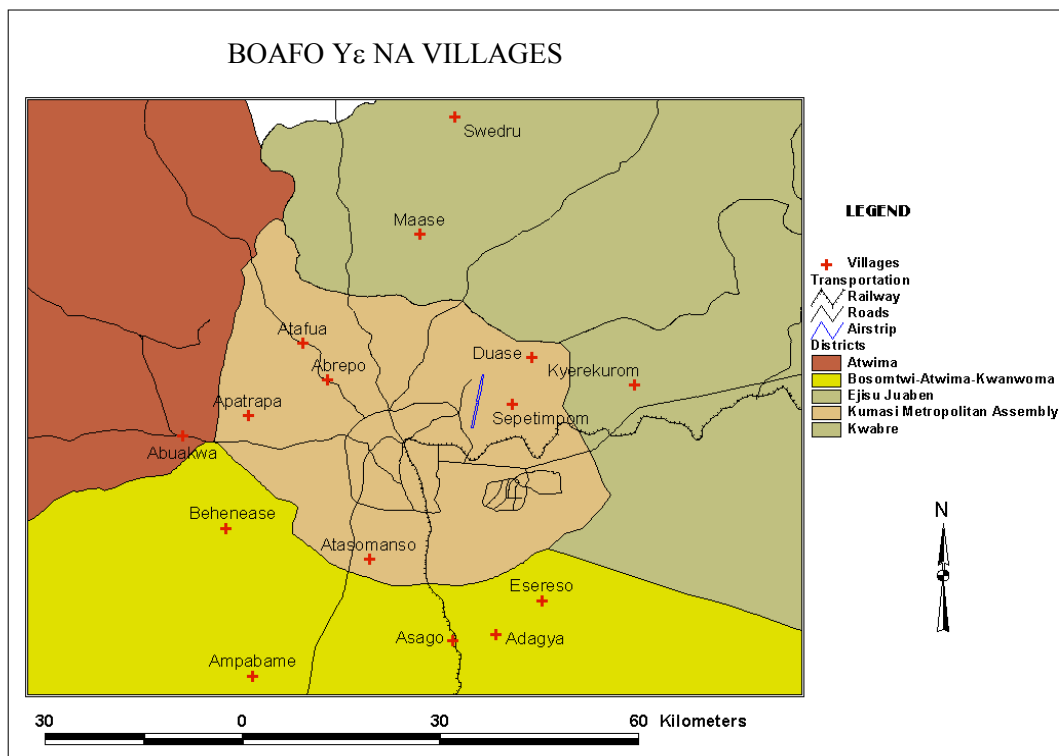 BOAFO Yε NA VILLAGES
Swedru
Maase
Atafua
Abrepo
Duase
Kyerekurom
Apatrapa
Sepetimpom
Abuakwa
Behenease
Atasomanso
Esereso
Asago
Adagya
Ampabame
LEGEND
Villages
Transportation
Railway
Roads
Airstrip
Districts
Atwima
Bosomtwi-Atwima-Kwanwoma
Ejisu Juaben
Kumasi Metropolitan Assembly
Kwabre
N
30 0 30 60 Kilometers